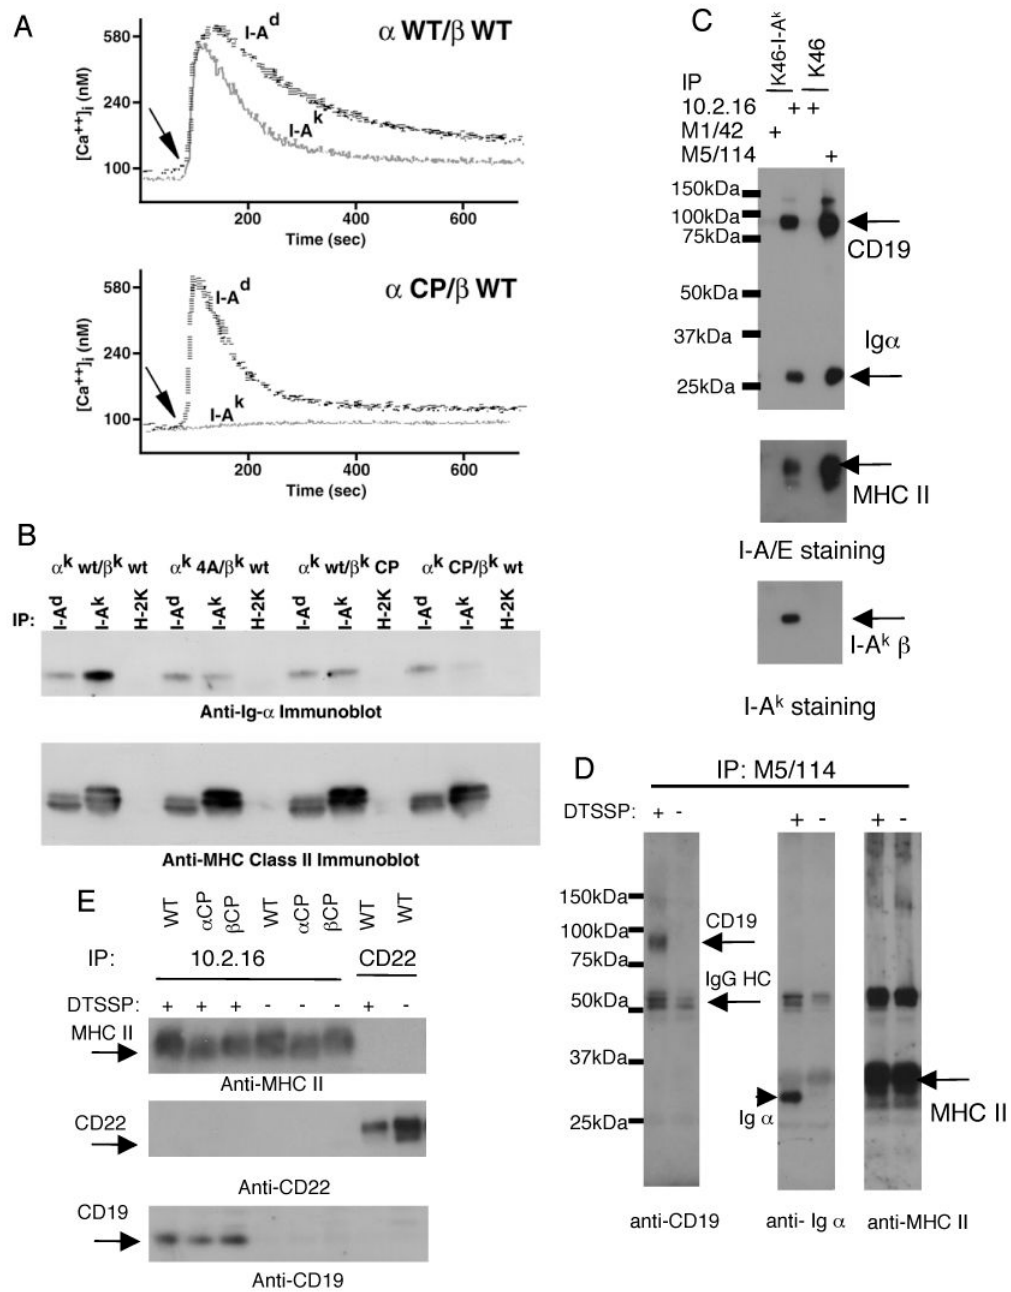 A
580
240
100
[Ca++]i (nM)
I-Ad
I-Ak
α WT/β WT
200
400
600
Time (sec)
580
240
100
[Ca++]i (nM)
I-Ad
I-Ak
α CP/β WT
200
400
600
Time (sec)
B
αk wt/βk wt
αk 4A/βk wt
αk wt/βk CP
αk CP/βk wt
IP: I-Ad I-Ak H-2K I-Ad I-Ak H-2K I-Ad I-Ak H-2K I-Ad I-Ak H-2K
Anti-Ig-α Immunoblot
Anti-MHC Class II Immunoblot
C
K46-I-Ak
K46
IP
10.2.16 + +
M1/42 +
M5/114 +
150kDa
100kDa
75kDa
50kDa
37kDa
25kDa
CD19
Igα
MHC II
I-A/E staining
I-Ak β
I-Ak staining
D
IP: M5/114
DTSSP: + - + - + -
150kDa
100kDa
75kDa
50kDa
37kDa
25kDa
CD19
IgG HC
Ig α
MHC II
anti-CD19
anti- Ig α
anti-MHC II
E
WT αCP βCP WT αCP βCP WT WT
IP: 10.2.16 CD22
DTSSP: + + + - - - + -
MHC II
Anti-MHC II
CD22
Anti-CD22
CD19
Anti-CD19